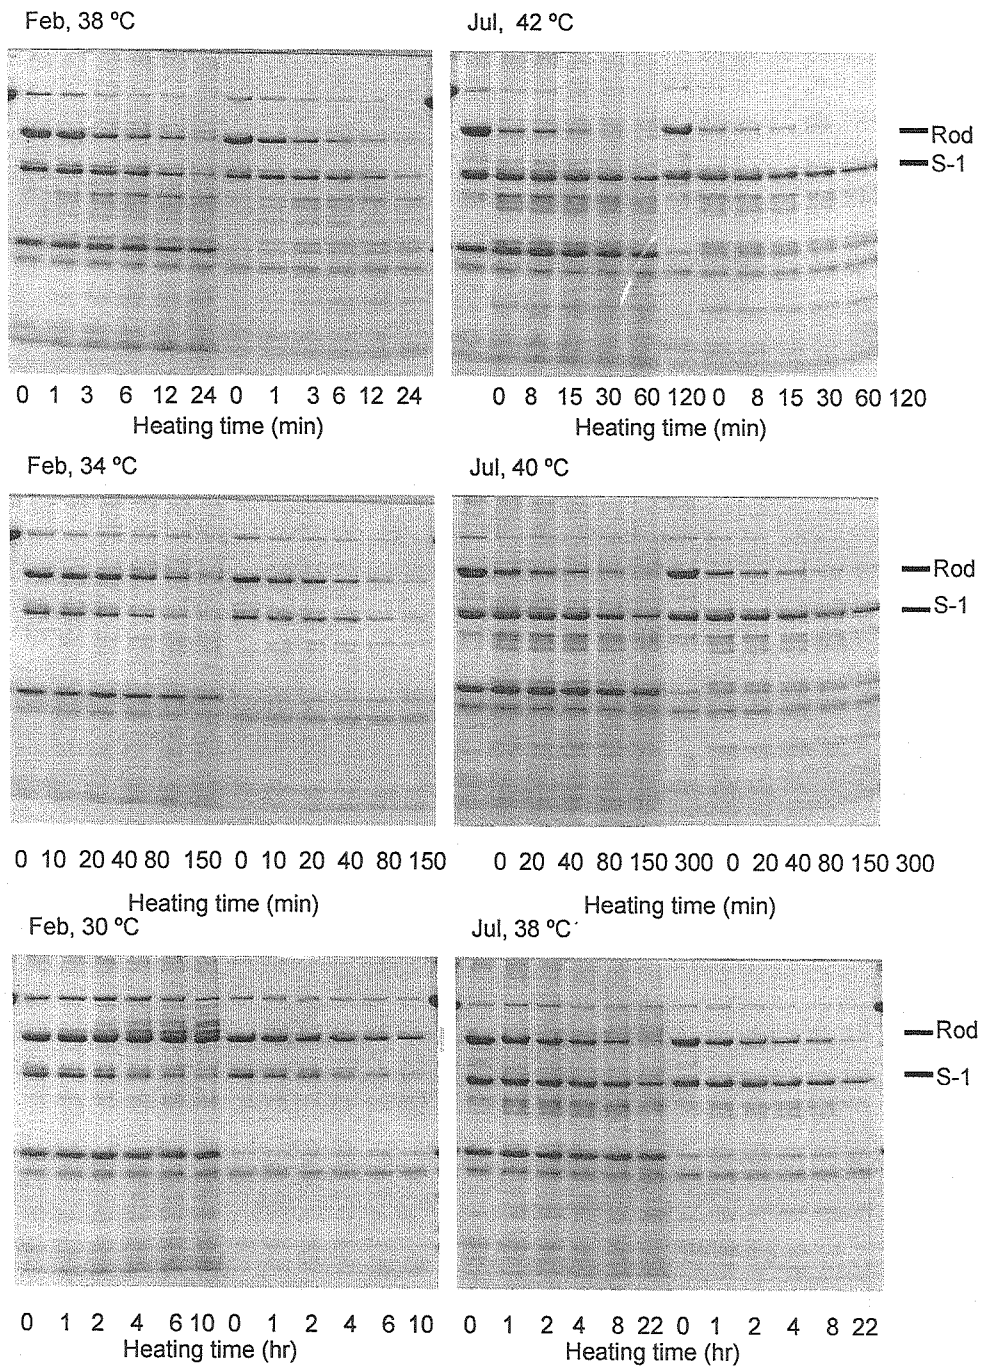 Feb, 38 ºC
Jul, 42 ºC
Rod
S-1
0 1 3 6 12 24 0 1 3 6 12 24
0 8 15 30 60 120 0 8 15 30 60 120
Heating time (min)
Heating time (min)
Feb, 34 ºC
Jul, 40 ºC
Rod
S-1
0 10 20 40 80 150 0 10 20 40 80 150
0 20 40 80 150 300 0 20 40 80 150 300
Heating time (min)
Heating time (min)
Feb, 30 ºC
Jul, 38 ºC
Rod
S-1
0 1 2 4 6 10 0 1 2 4 6 10
0 1 2 4 8 22 0 1 2 4 8 22
Heating time (hr)
Heating time (hr)